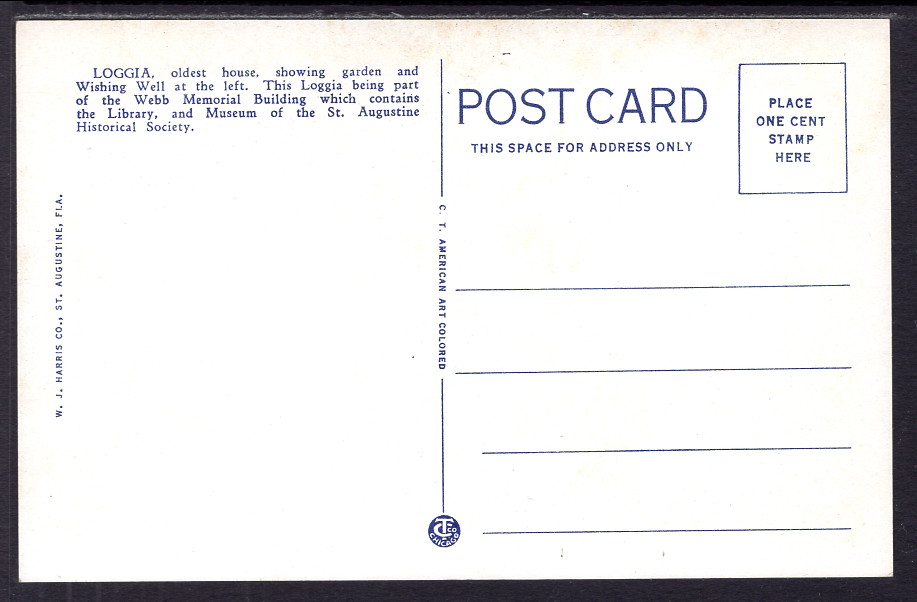 LOGGIA, oldest house, showing garden and
Wishing Well at the left. This Loggia being part
of the Webb Memorial Building which contains
the Library, and Museum of the St. Augustine
Historical Society.
W. J. HARRIS CO., ST. AUGUSTINE, FLA.
C. T. AMERICAN ART COLORED
POST CARD
THIS SPACE FOR ADDRESS ONLY
PLACE
ONE CENT
STAMP
HERE
CT CO
CHICAGO